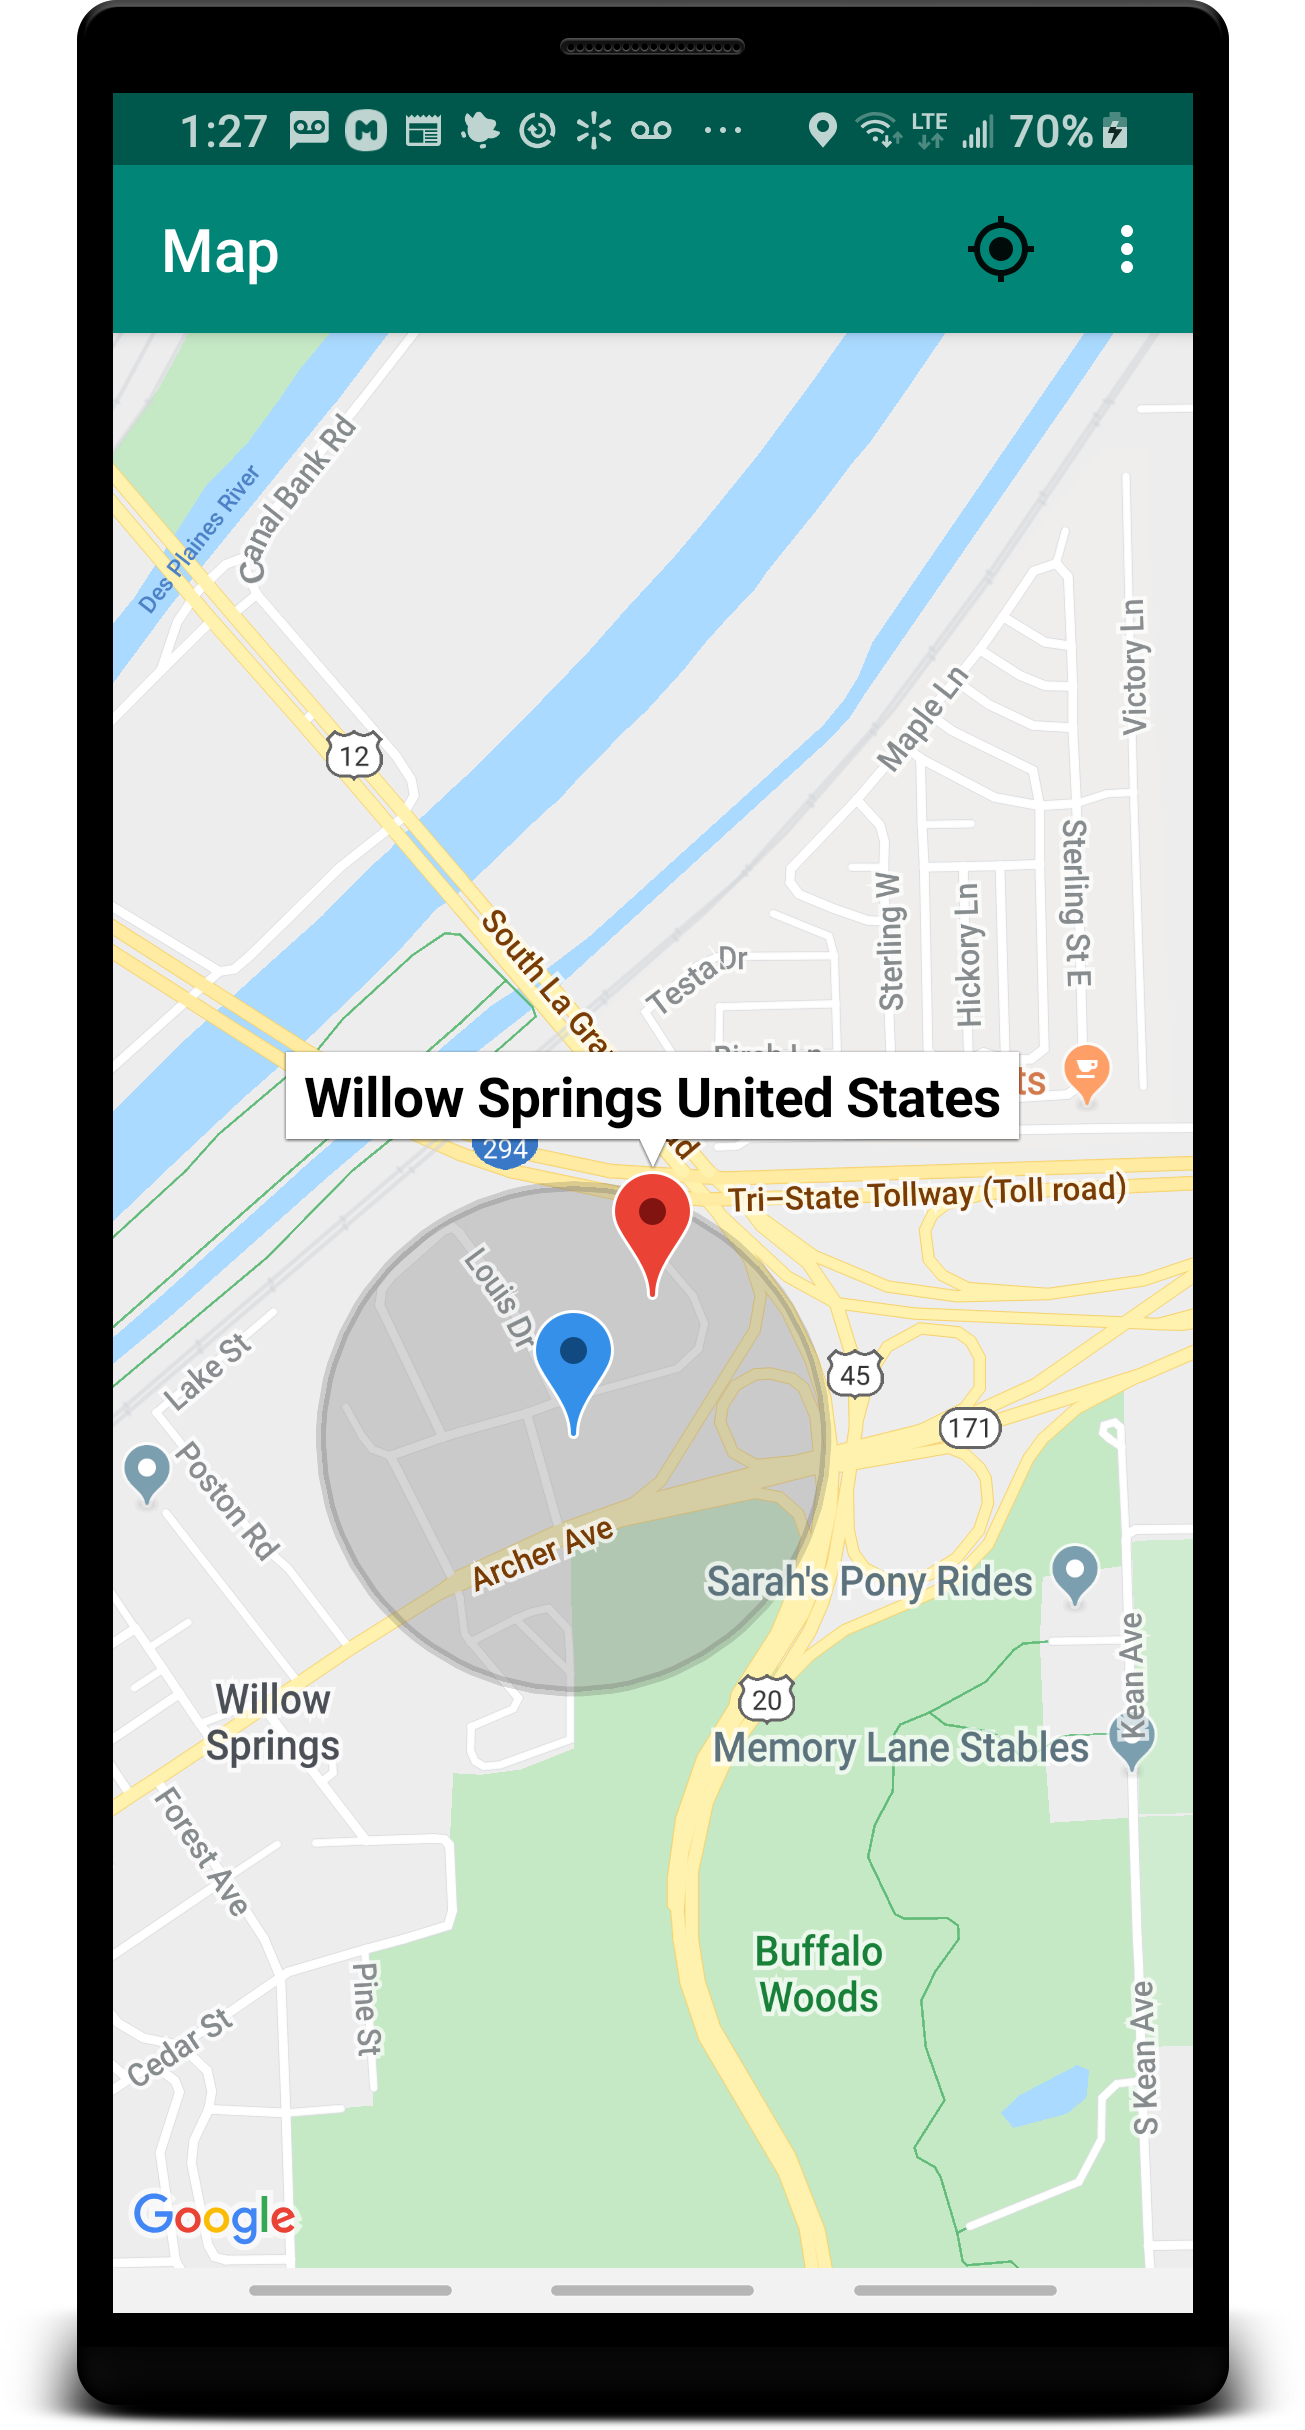 1:27
LTE
70%
Map
Canal Bank Rd
Des Plaines River
12
Maple Ln
Victory Ln
Sterling St E
Sterling W
Hickory Ln
South La Gra
Testa Dr
Birch Ln
ts
Willow Springs United States
294
Tri-State Tollway (Toll road)
Louis Dr
Lake St
45
171
Poston Rd
Archer Ave
Sarah's Pony Rides
Kean Ave
Willow
Springs
20
Memory Lane Stables
Forest Ave
Buffalo
Woods
Pine St
Cedar St
S Kean Ave
Google